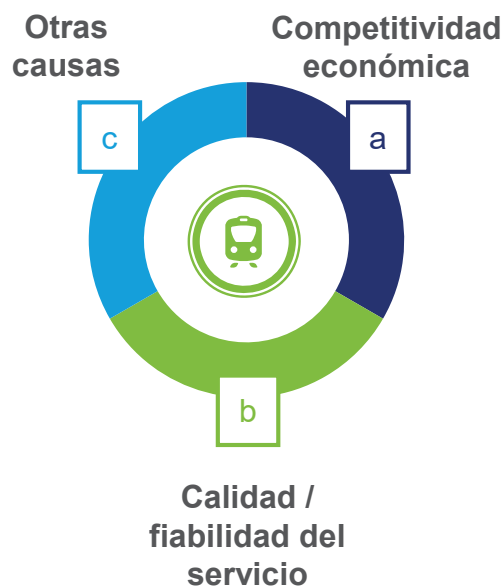 Otras
causas
Competitividad
económica
c
a
b
Calidad /
fiabilidad del
servicio